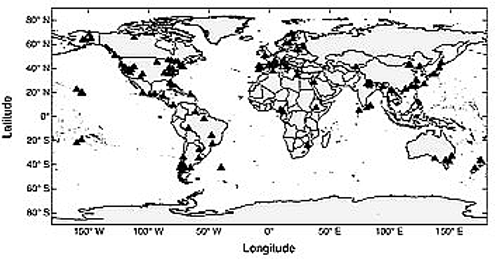 80° N
60° N
40° N
20° N
0°
20° S
40° S
60° S
80° S
Latitude
150° W
100° W
50° W
0°
50° E
100° E
150° E
Longitude